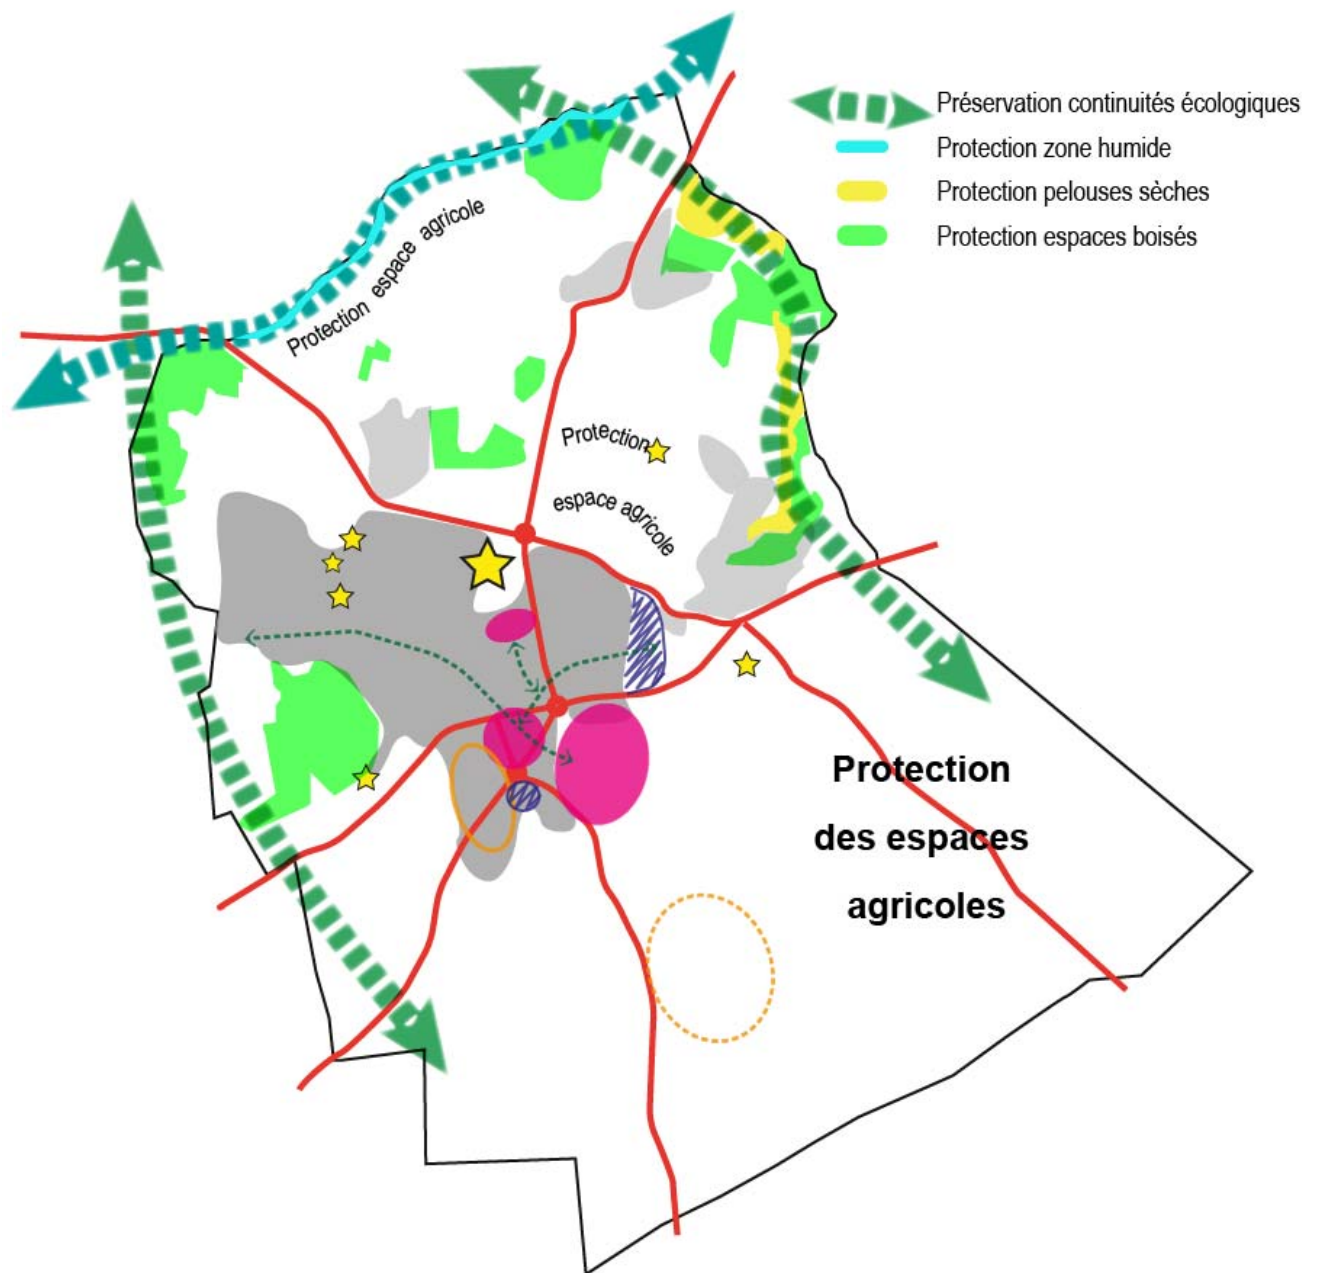 Préservation continuités écologiques
Protection zone humide
Protection pelouses sèches
Protection espaces boisés
Protection espace agricole
Protection
espace agricole
Protection
des espaces
agricoles